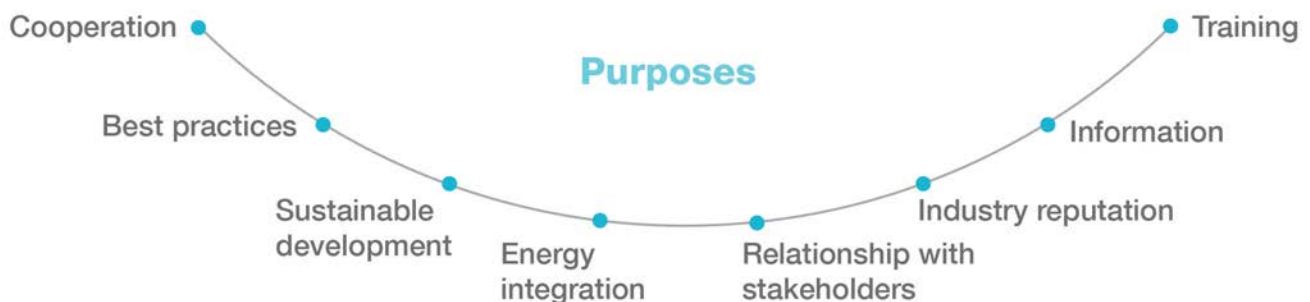 Purposes
Cooperation
Best practices
Sustainable
development
Energy
integration
Relationship with
stakeholders
Industry reputation
Information
Training